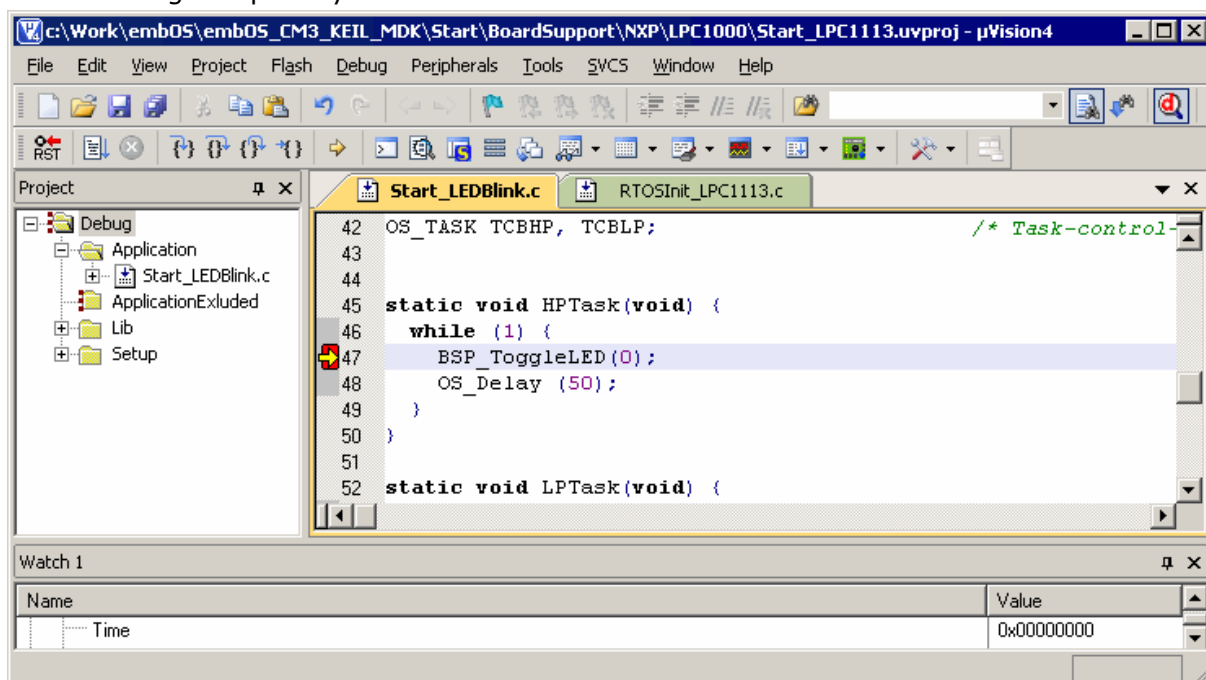 c:\Work\embOS\embOS_CM3_KEIL_MDK\Start\BoardSupport\NXP\LPC1000\Start_LPC1113.uvproj - µVision4
File Edit View Project Flash Debug Peripherals Tools SVCS Window Help
RST
Project
Start_LEDBlink.c RTOSInit_LPC1113.c
Debug
Application
Start_LEDBlink.c
ApplicationExluded
Lib
Setup
42 OS_TASK TCBHP, TCBLP; /* Task-control-
43
44
45 static void HPTask(void) {
46 while (1) {
47 BSP_ToggleLED(0);
48 OS_Delay (50);
49 }
50 }
51
52 static void LPTask(void) {
Watch 1
Name Value
Time 0x00000000